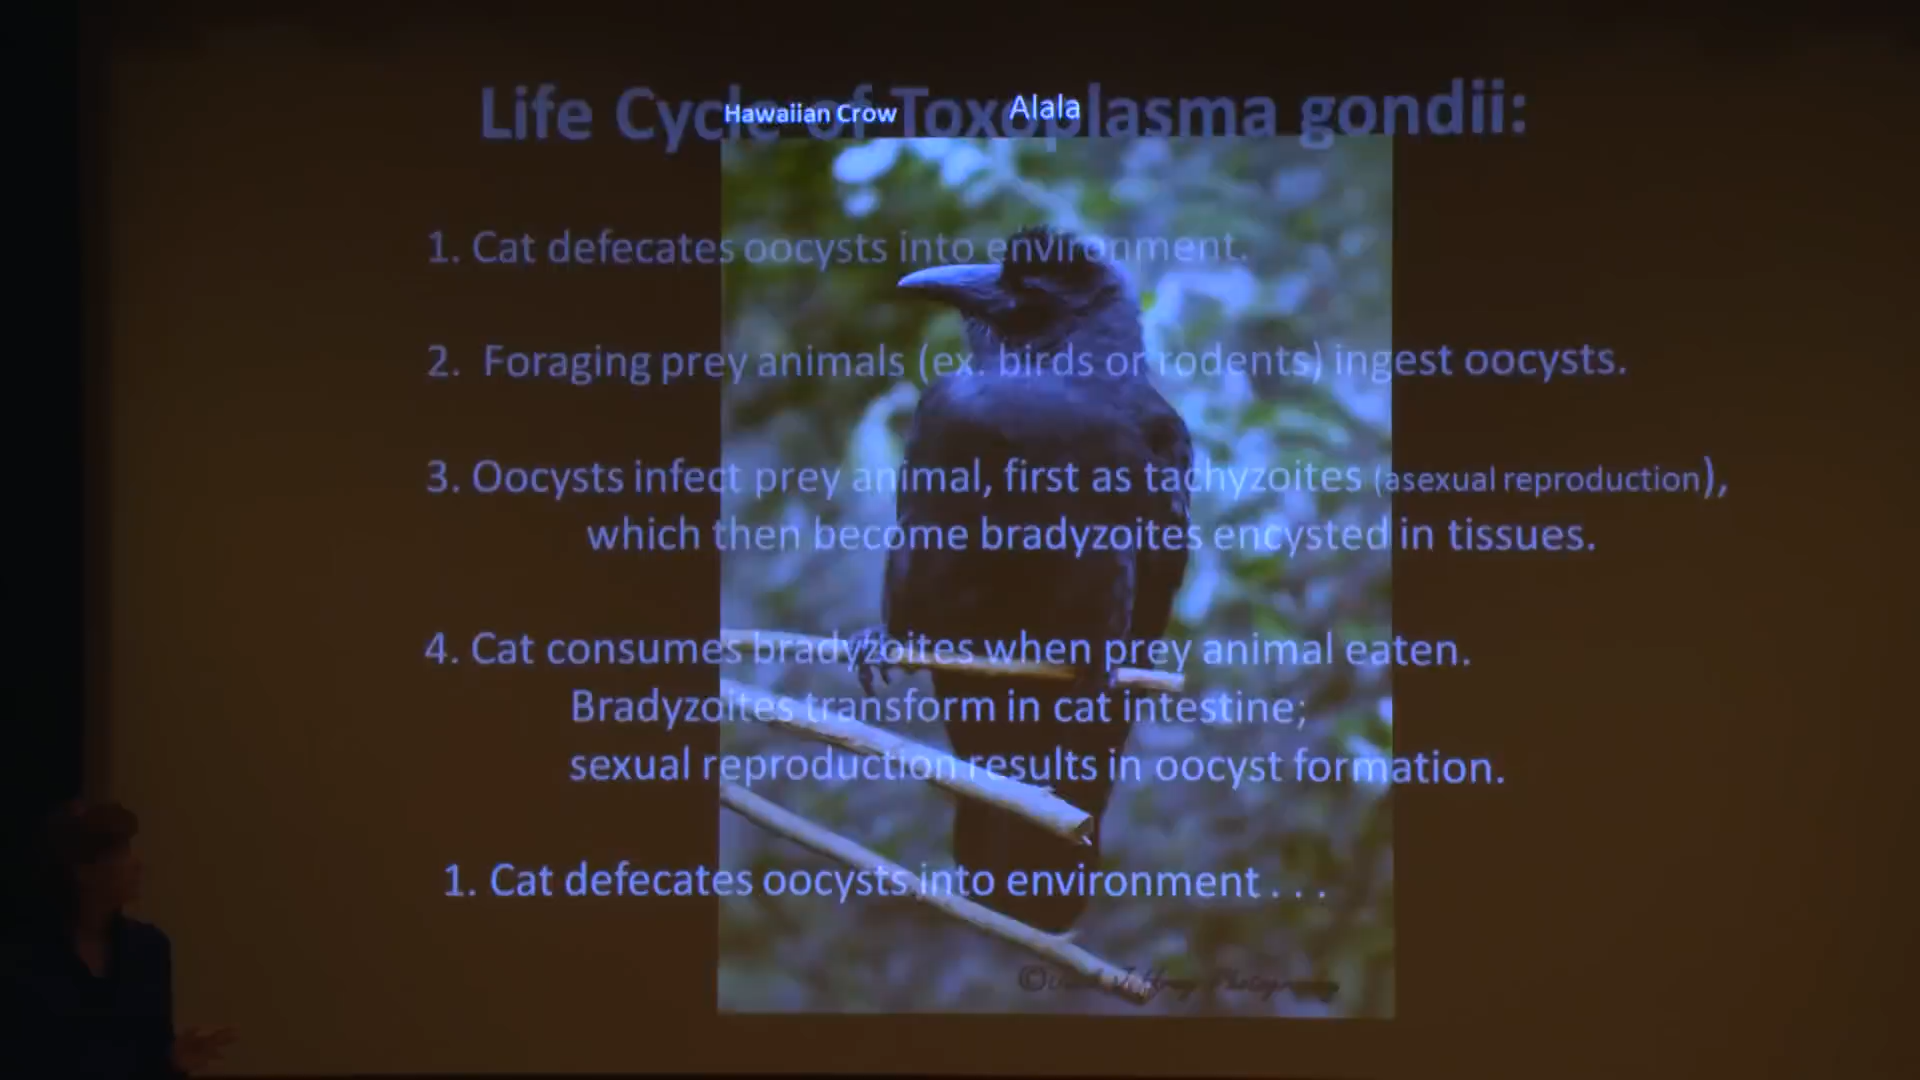 Life Cycle of Toxoplasma gondii:
Hawaiian Crow
Alala
1. Cat defecates oocysts into environment.
2. Foraging prey animals (ex. birds or rodents) ingest oocysts.
3. Oocysts infect prey animal, first as tachyzoites (asexual reproduction),
which then become bradyzoites encysted in tissues.
4. Cat consumes bradyzoites when prey animal eaten.
Bradyzoites transform in cat intestine;
sexual reproduction results in oocyst formation.
1. Cat defecates oocysts into environment . . .
© Photography